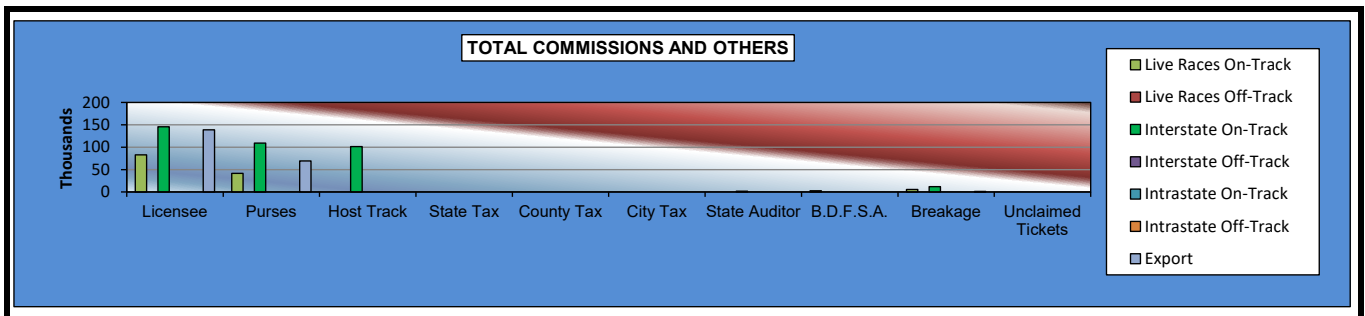 TOTAL COMMISSIONS AND OTHERS
Thousands
200
150
100
50
0
Licensee Purses Host Track State Tax County Tax City Tax State Auditor B.D.F.S.A. Breakage Unclaimed
Tickets
Live Races On-Track
Live Races Off-Track
Interstate On-Track
Interstate Off-Track
Intrastate On-Track
Intrastate Off-Track
Export